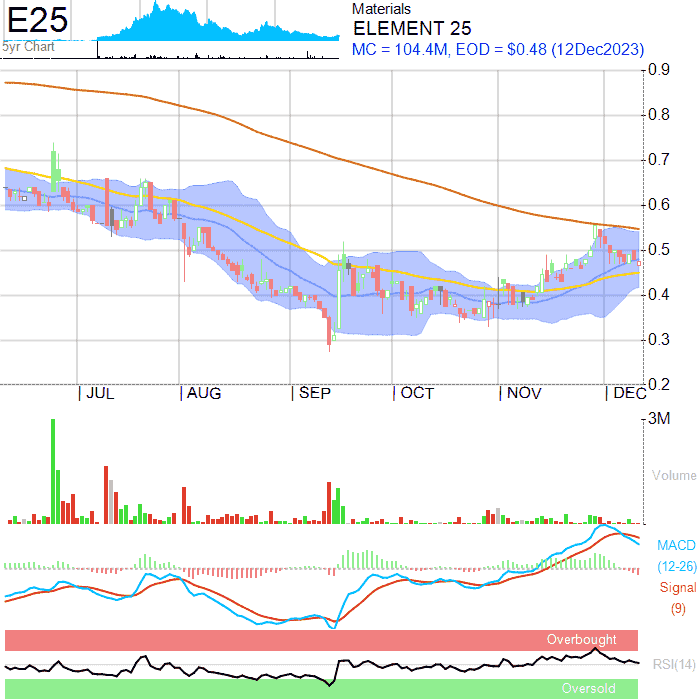 E25
5yr Chart
Materials
ELEMENT 25
MC = 104.4M, EOD = $0.48 (12Dec2023)
0.9
0.8
0.7
0.6
0.5
0.4
0.3
0.2
JUL AUG SEP OCT NOV DEC
3M
Volume
MACD
(12-26)
Signal
(9)
Overbought
RSI(14)
Oversold